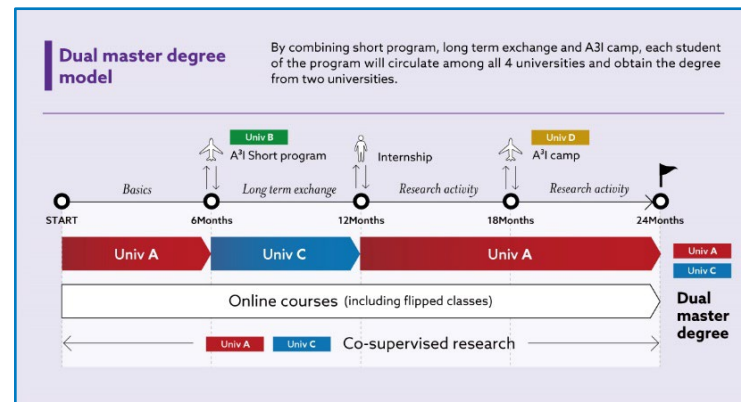 Dual master degree
model
By combining short program, long term exchange and A3I camp, each student
of the program will circulate among all 4 universities and obtain the degree
from two universities.
Univ B
A³I Short program
Internship
Univ D
A³I camp
Basics
Long term exchange
Research activity
Research activity
START
6Months
12Months
18Months
24Months
Univ A
Univ C
Univ A
Univ A
Univ C
Online courses (including flipped classes)
Dual
master
degree
Univ A Univ C Co-supervised research